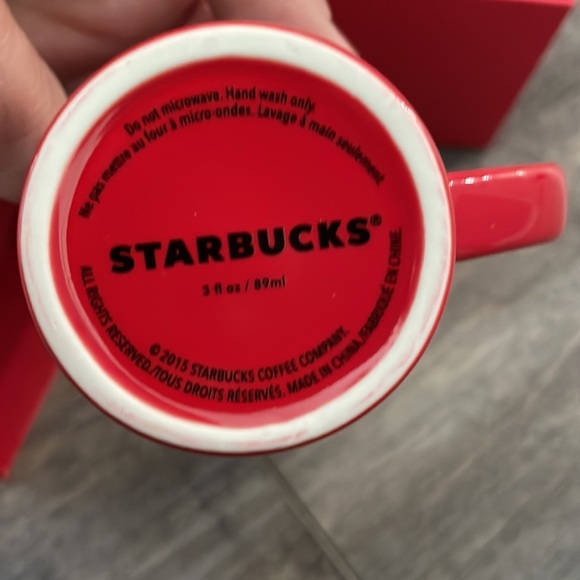 Do not microwave. Hand wash only.
Ne pas mettre au four à micro-ondes. Lavage à main seulement.
STARBUCKS®
3 fl oz / 89ml
© 2015 STARBUCKS COFFEE COMPANY.
ALL RIGHTS RESERVED./TOUS DROITS RÉSERVÉS. MADE IN CHINA./FABRIQUÉ EN CHINE.